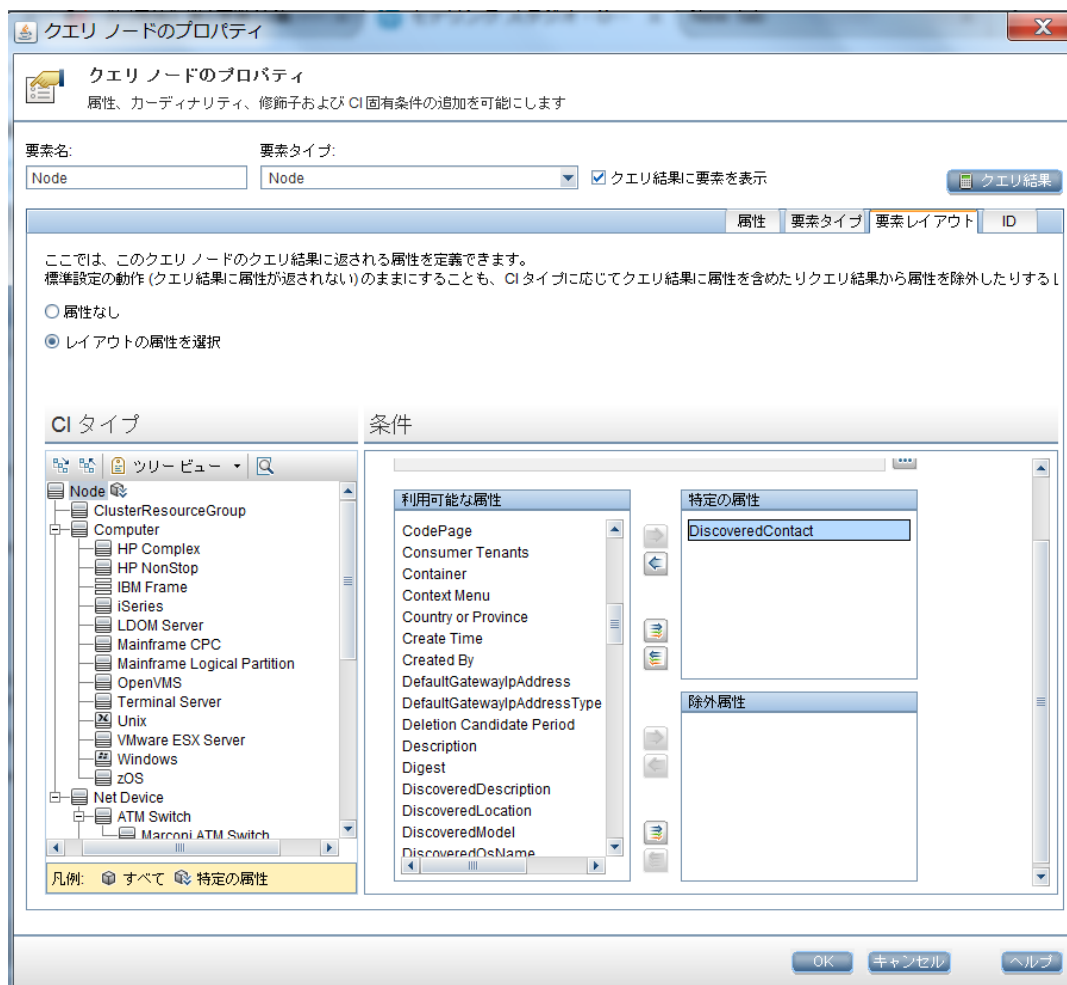 クエリ ノードのプロパティ
クエリ ノードのプロパティ
属性、カーディナリティ、修飾子および CI 固有条件の追加を可能にします
要素名:
要素タイプ:
Node
Node
クエリ結果に要素を表示
クエリ結果
属性
要素タイプ
要素レイアウト
ID
ここでは、このクエリ ノードのクエリ結果に返される属性を定義できます。
標準設定の動作 (クエリ結果に属性が返されない) のままにすることも、CI タイプに応じてクエリ結果に属性を含めたりクエリ結果から属性を除外したりする
属性なし
レイアウトの属性を選択
CI タイプ
ツリー ビュー
Node
ClusterResourceGroup
Computer
HP Complex
HP NonStop
IBM Frame
iSeries
LDOM Server
Mainframe CPC
Mainframe Logical Partition
OpenVMS
Terminal Server
Unix
VMware ESX Server
Windows
zOS
Net Device
ATM Switch
Marconi ATM Switch
凡例: すべて 特定の属性
条件
利用可能な属性
CodePage
Consumer Tenants
Container
Context Menu
Country or Province
Create Time
Created By
DefaultGatewayIpAddress
DefaultGatewayIpAddressType
Deletion Candidate Period
Description
Digest
DiscoveredDescription
DiscoveredLocation
DiscoveredModel
DiscoveredOsName
特定の属性
DiscoveredContact
除外属性
OK
キャンセル
ヘルプ